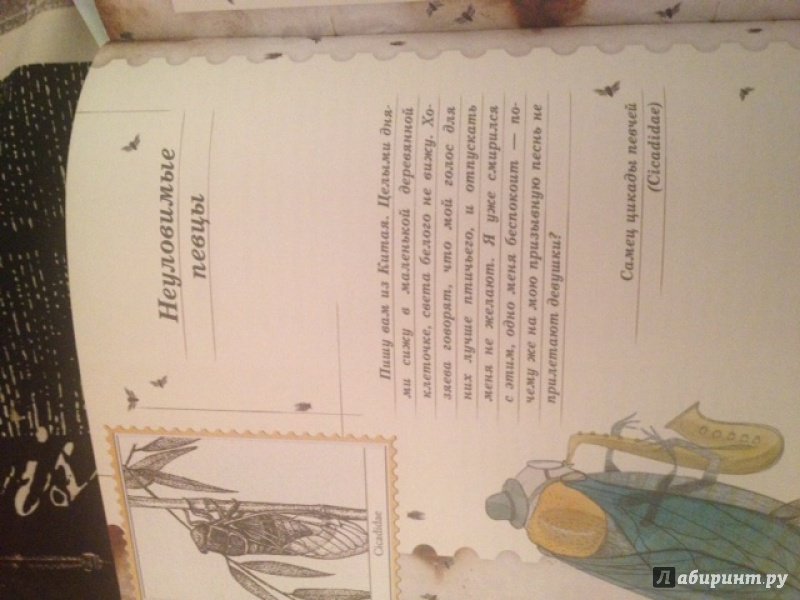 Неуловимые
певцы
Пишу вам из Китая. Целыми дня-
ми сижу в маленькой деревянной
клеточке, света белого не вижу. Хо-
зяева говорят, что мой голос для
них лучше птичьего, и отпускать
меня не желают. Я уже смирился
с этим, одно меня беспокоит — по-
чему же на мою призывную песнь не
прилетают девушки?
Самец цикады певчей
(Cicadidae)
Cicadidae
Лабиринт.ру